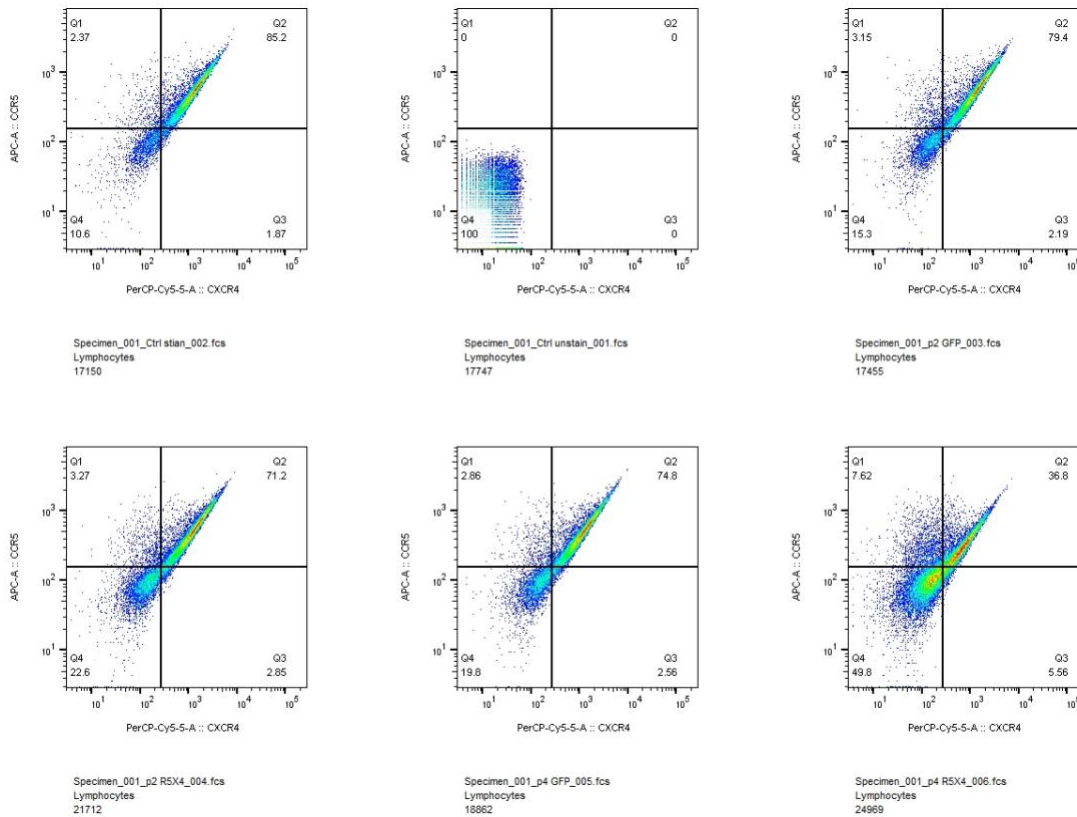 Q1
2.37
Q2
85.2
10³
10²
10¹
APC-A :: CCR5
Q4
10.6
Q3
1.87
10¹ 10² 10³ 10⁴ 10⁵
PerCP-Cy5-5-A :: CXCR4
Specimen_001_Ctrl stian_002.fcs
Lymphocytes
17150
Q1
0
Q2
0
10³
10²
10¹
APC-A :: CCR5
Q4
100
Q3
0
10¹ 10² 10³ 10⁴ 10⁵
PerCP-Cy5-5-A :: CXCR4
Specimen_001_Ctrl unstain_001.fcs
Lymphocytes
17747
Q1
3.15
Q2
79.4
10³
10²
10¹
APC-A :: CCR5
Q4
15.3
Q3
2.19
10¹ 10² 10³ 10⁴ 10⁵
PerCP-Cy5-5-A :: CXCR4
Specimen_001_p2 GFP_003.fcs
Lymphocytes
17455
Q1
3.27
Q2
71.2
10³
10²
10¹
APC-A :: CCR5
Q4
22.6
Q3
2.85
10¹ 10² 10³ 10⁴ 10⁵
PerCP-Cy5-5-A :: CXCR4
Specimen_001_p2 R5X4_004.fcs
Lymphocytes
21712
Q1
2.86
Q2
74.8
10³
10²
10¹
APC-A :: CCR5
Q4
19.8
Q3
2.56
10¹ 10² 10³ 10⁴ 10⁵
PerCP-Cy5-5-A :: CXCR4
Specimen_001_p4 GFP_005.fcs
Lymphocytes
18862
Q1
7.62
Q2
36.8
10³
10²
10¹
APC-A :: CCR5
Q4
49.8
Q3
5.56
10¹ 10² 10³ 10⁴ 10⁵
PerCP-Cy5-5-A :: CXCR4
Specimen_001_p4 R5X4_006.fcs
Lymphocytes
24969